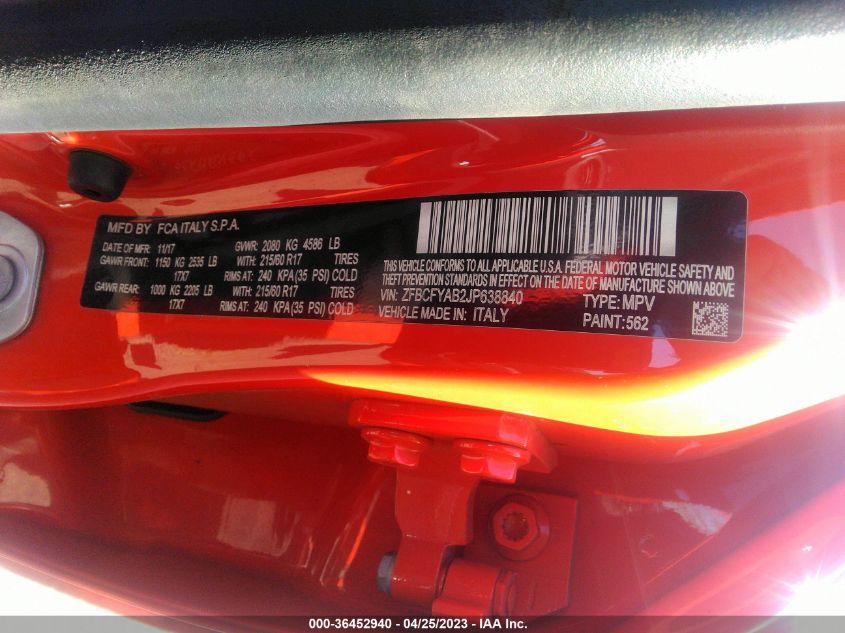 MFD BY FCA ITALY S.P.A.
DATE OF MFR 11/17 GVWR: 2080 KG 4586 LB
GAWR FRONT: 1150 KG 2535 LB WITH: 215/60 R17 TIRES
17X7 RIMS AT: 240 KPA(35 PSI) COLD
GAWR REAR: 1000 KG 2205 LB WITH: 215/60 R17 TIRES
17X7 RIMS AT: 240 KPA(35 PSI) COLD
THIS VEHICLE CONFORMS TO ALL APPLICABLE U.S.A. FEDERAL MOTOR VEHICLE SAFETY AND
THEFT PREVENTION STANDARDS IN EFFECT ON THE DATE OF MANUFACTURE SHOWN ABOVE
VIN: ZFBCFYAB2JP638840 TYPE: MPV
VEHICLE MADE IN: ITALY PAINT:562
000-36452940 - 04/25/2023 - IAA Inc.